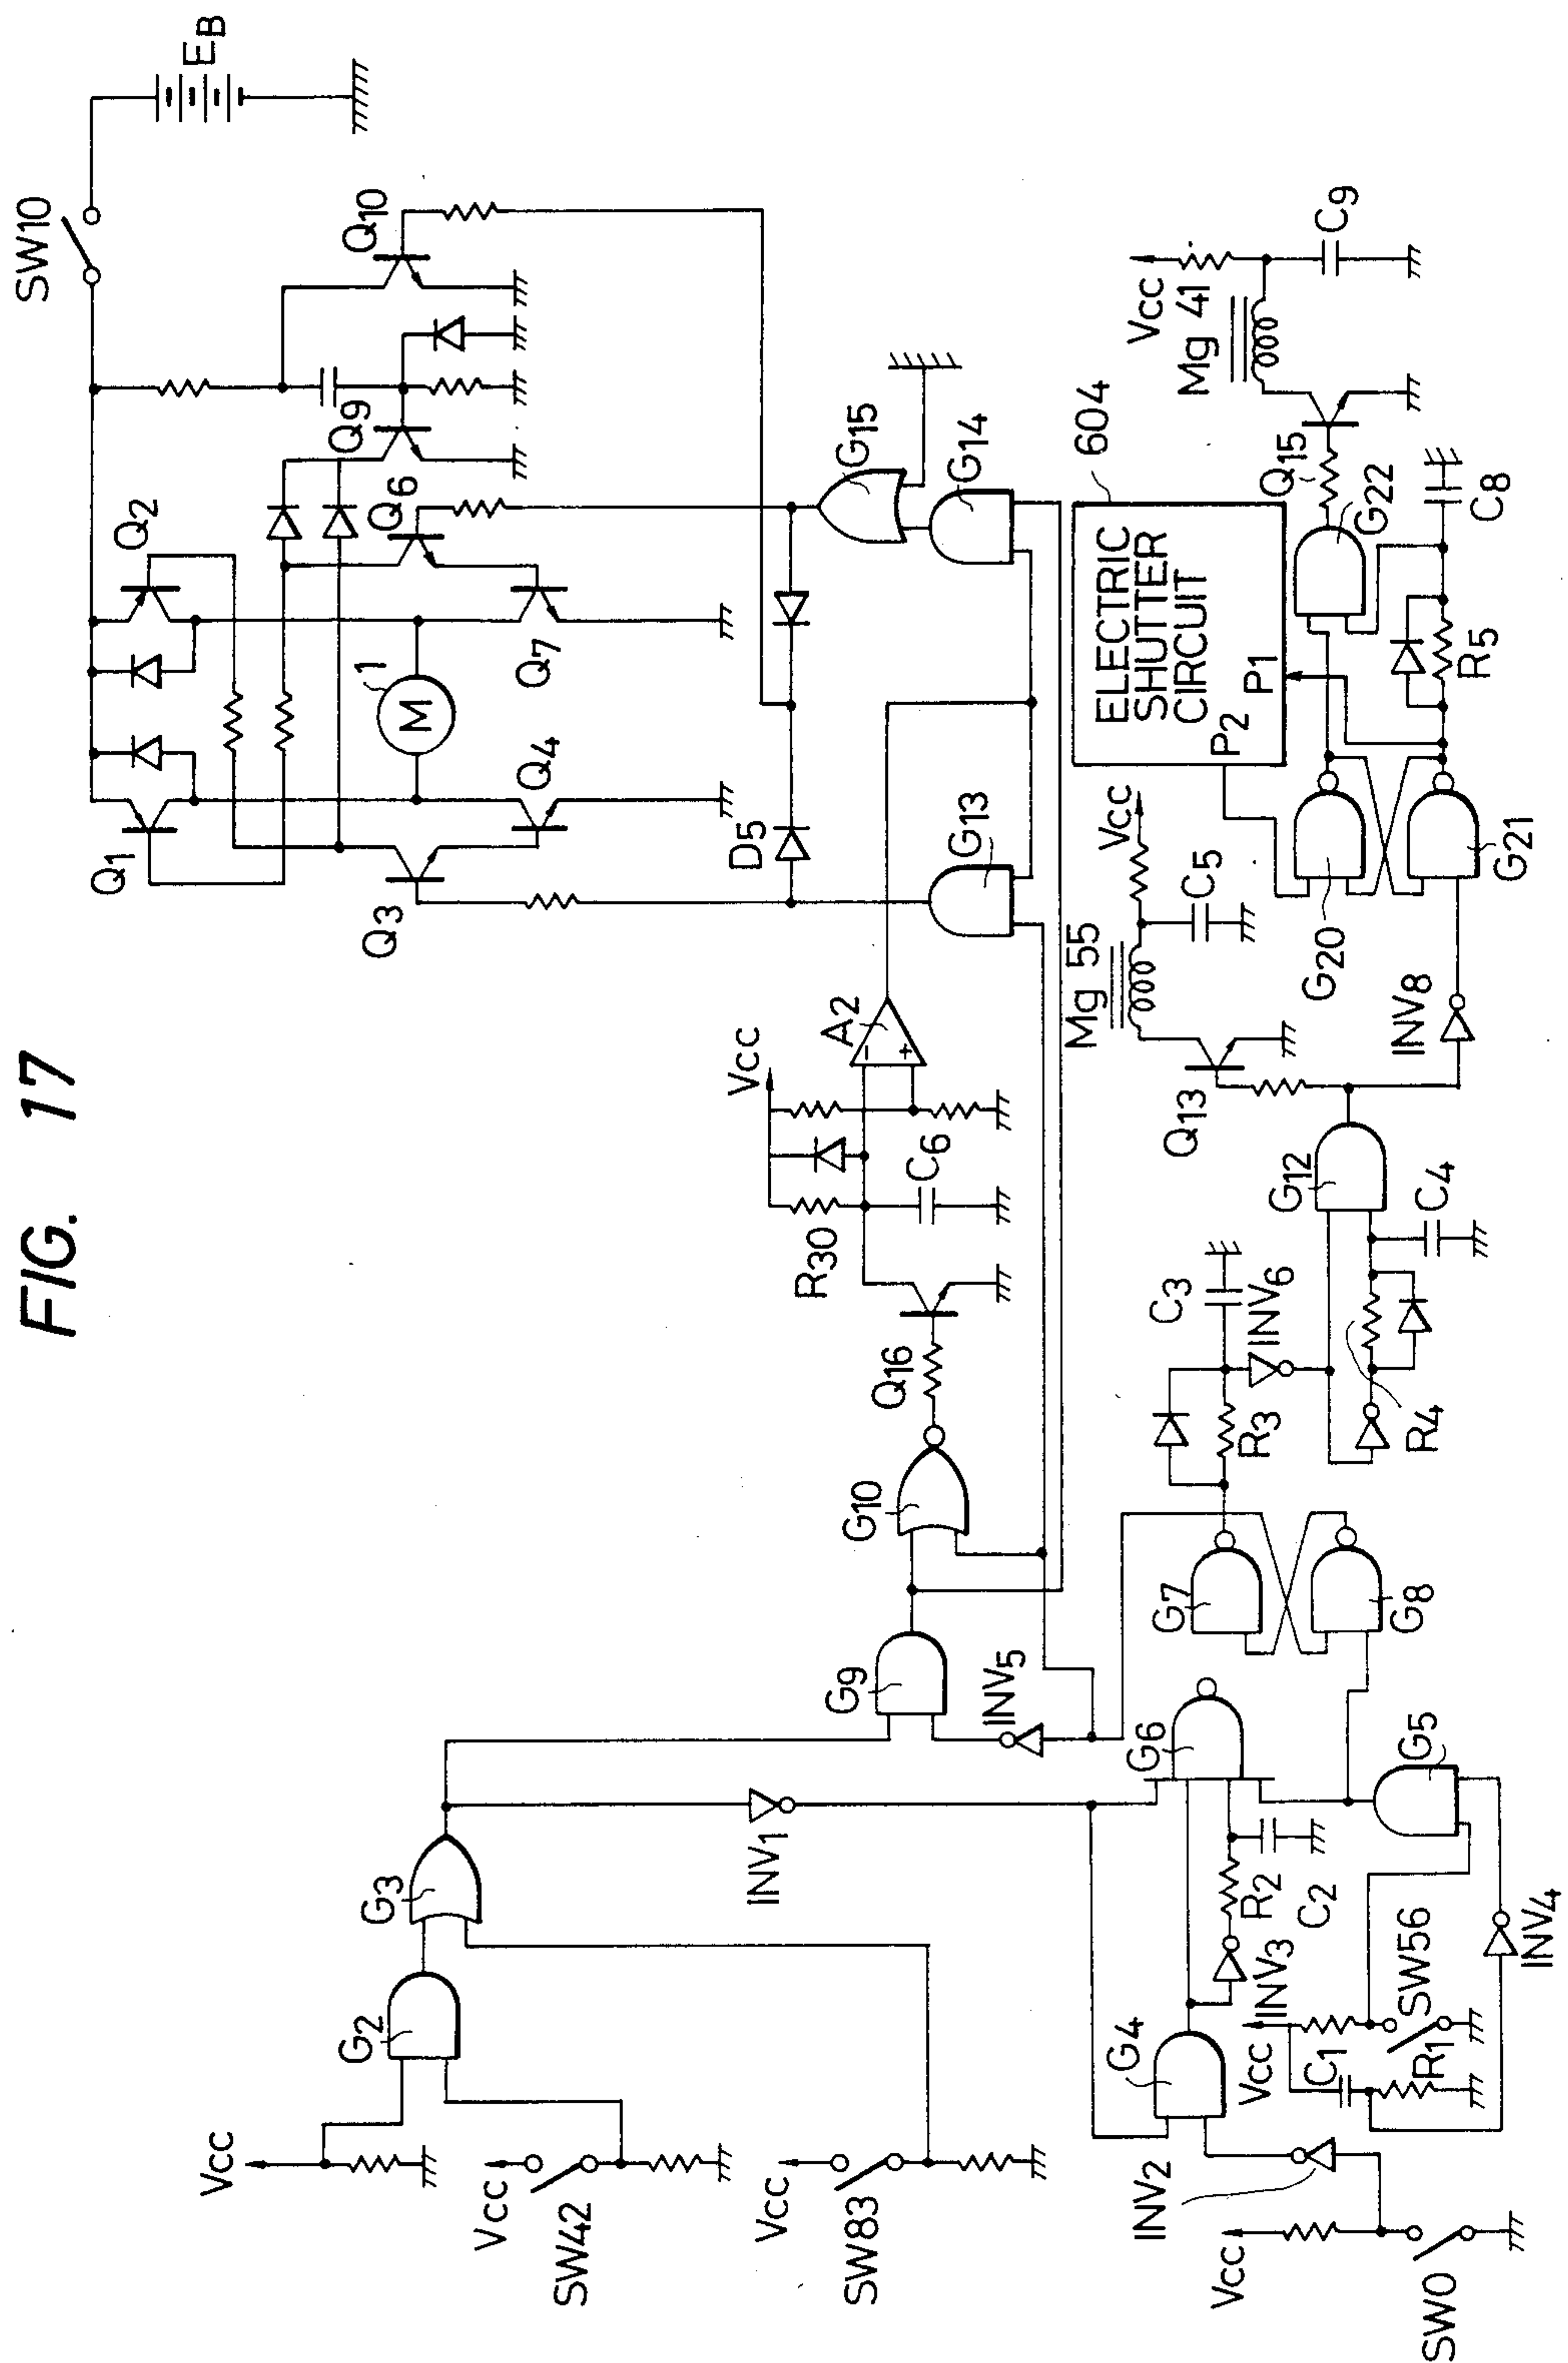 FIG. 17
SW10
EB
Q1
Q2
Q3
Q4
Q6
Q7
Q9
Q10
M
1
D5
G15
G14
G13
A2
-
+
Vcc
R30
C6
Q16
G10
G9
INV5
G3
G2
Vcc
Vcc
SW42
Vcc
SW83
INV1
G6
G4
INV3
R2
C2
G5
INV4
SW56
R1
C1
Vcc
INV2
Vcc
SW0
G7
G8
R3
C3
INV6
R4
C4
G12
Q13
Mg 55
C5
Vcc
INV8
G20
G21
ELECTRIC
SHUTTER
CIRCUIT
P2
P1
604
R5
C8
G22
Q15
Mg 41
Vcc
C9